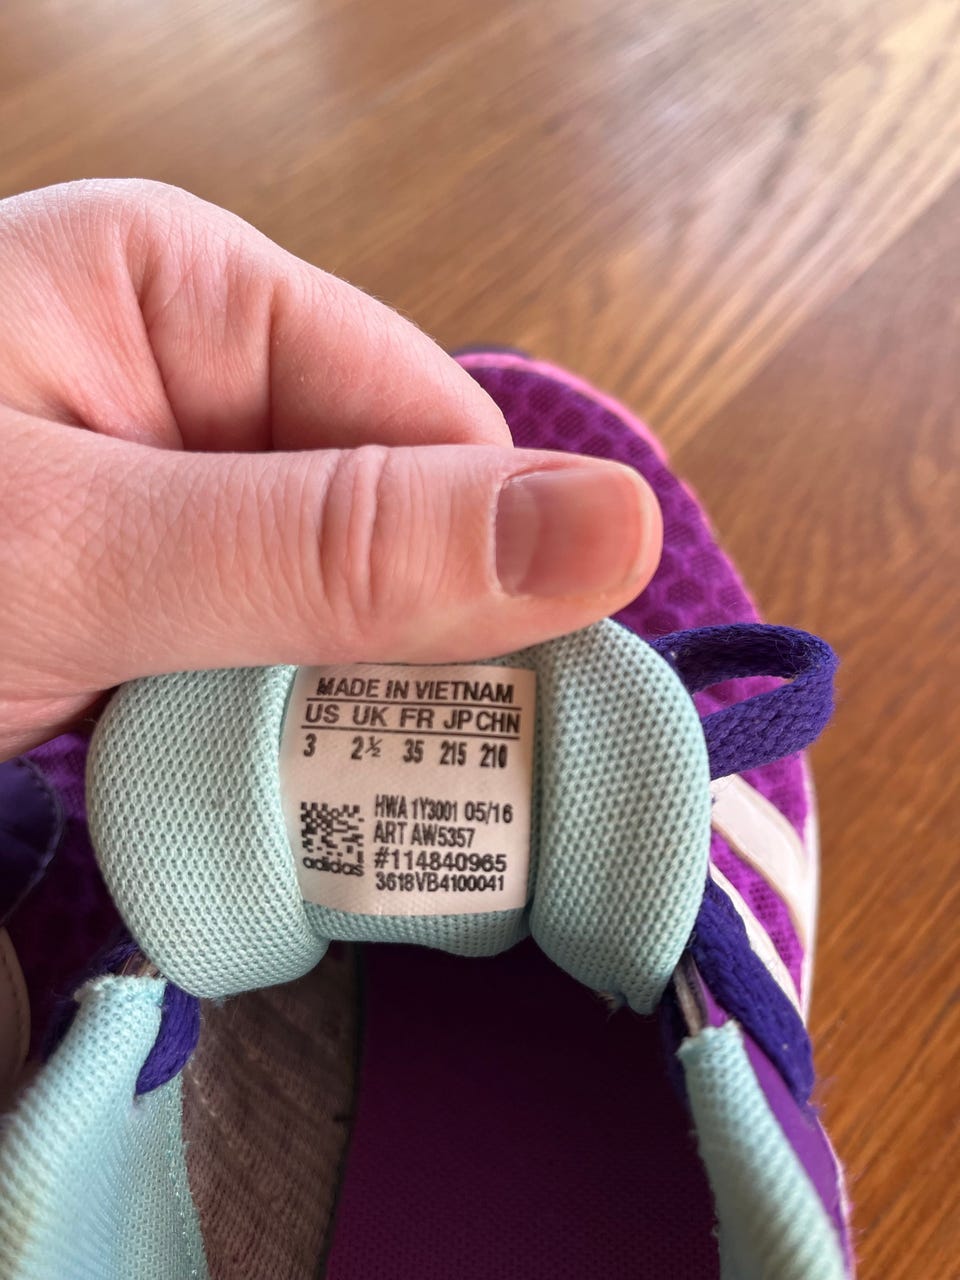 MADE IN VIETNAM
US UK FR JP CHN
3 2½ 35 215 210
HWA 1Y3001 05/16
ART AW5357
#114840965
3618VB4100041
adidas